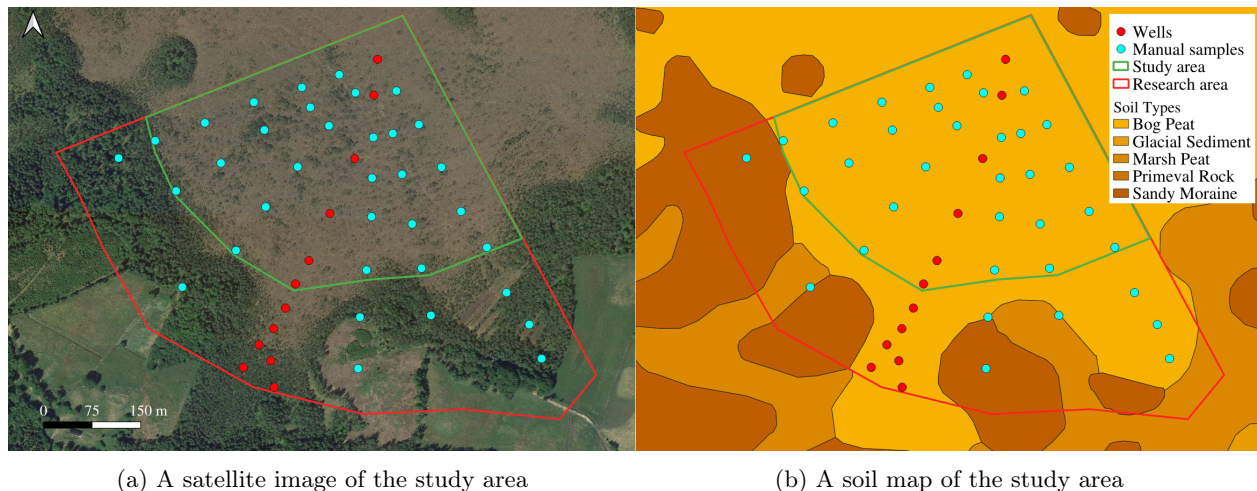 Wells
Manual samples
Study area
Research area
Soil Types
Bog Peat
Glacial Sediment
Marsh Peat
Primeval Rock
Sandy Moraine
0 75 150 m
(a) A satellite image of the study area
(b) A soil map of the study area